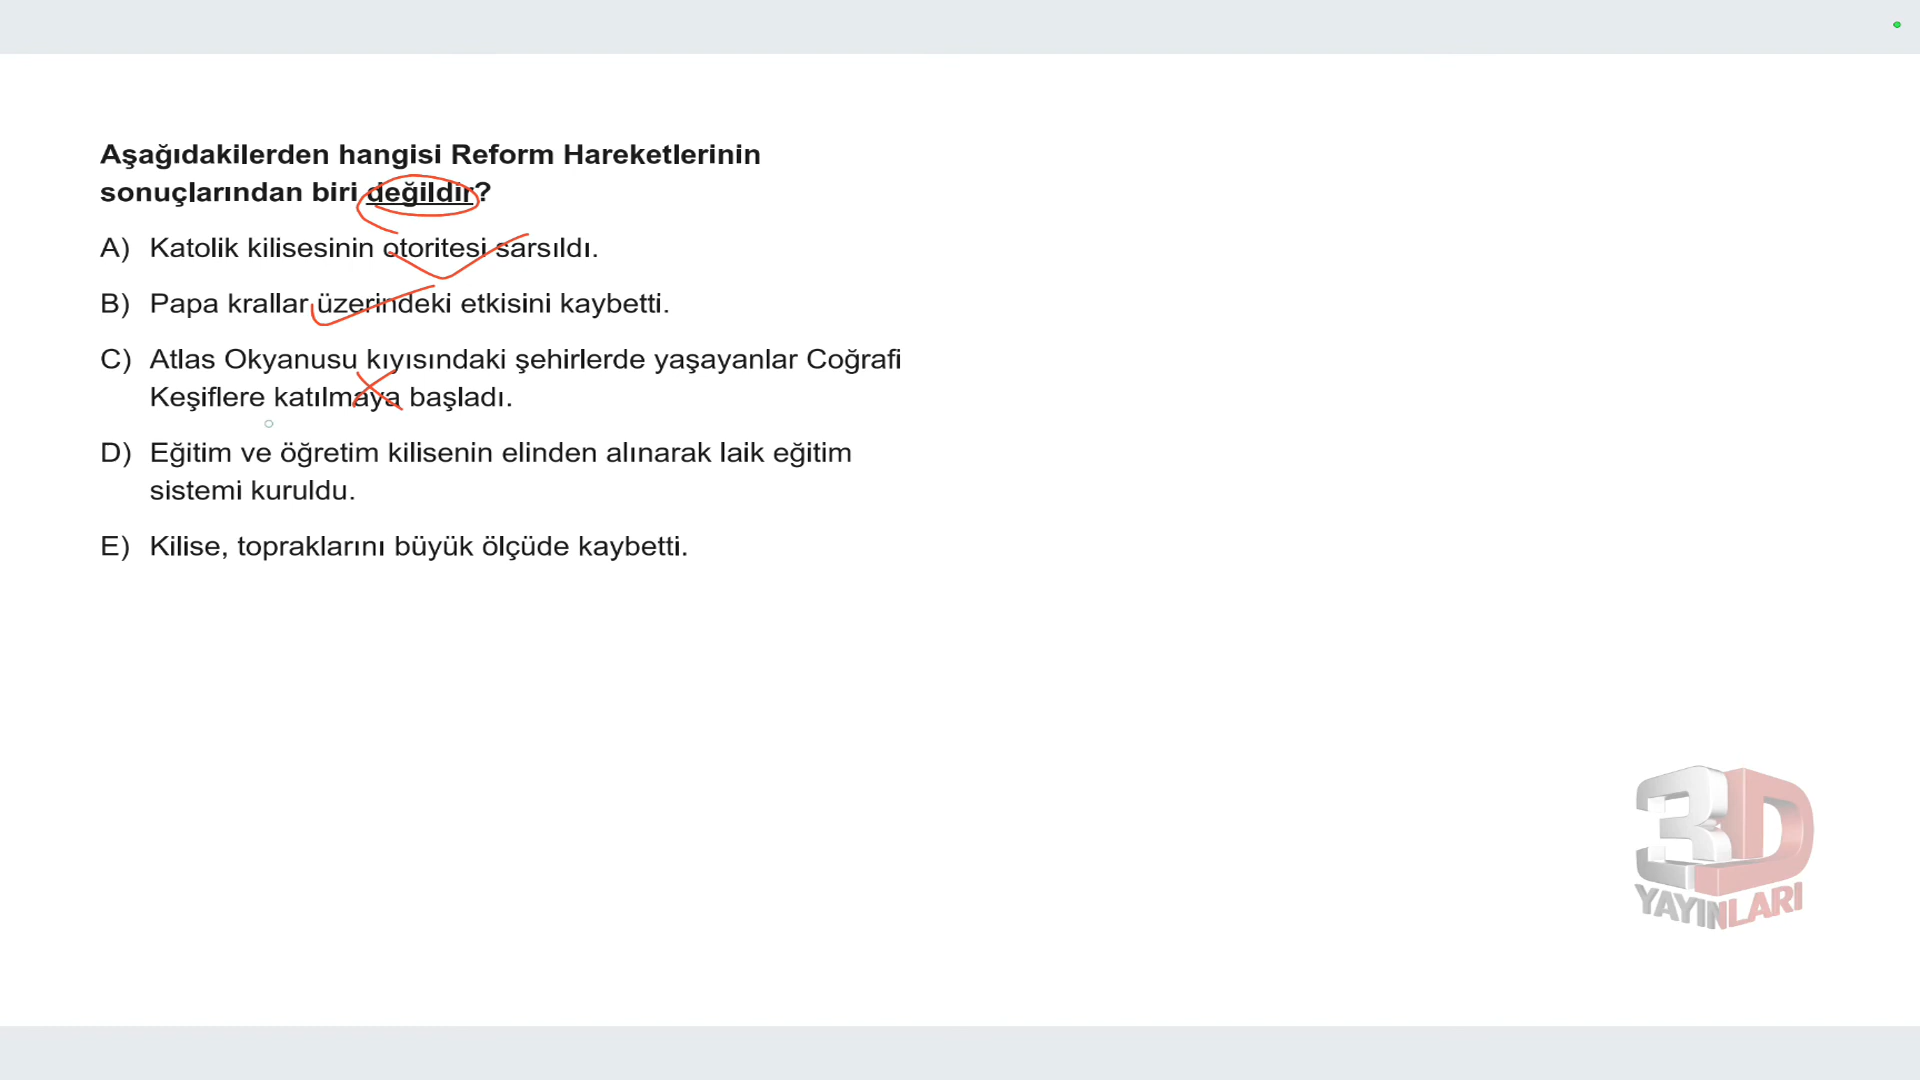 Aşağıdakilerden hangisi Reform Hareketlerinin
sonuçlarından biri değildir?
A) Katolik kilisesinin otoritesi sarsıldı.
B) Papa krallar üzerindeki etkisini kaybetti.
C) Atlas Okyanusu kıyısındaki şehirlerde yaşayanlar Coğrafi
Keşiflere katılmaya başladı.
D) Eğitim ve öğretim kilisenin elinden alınarak laik eğitim
sistemi kuruldu.
E) Kilise, topraklarını büyük ölçüde kaybetti.
3D
YAYINLARI